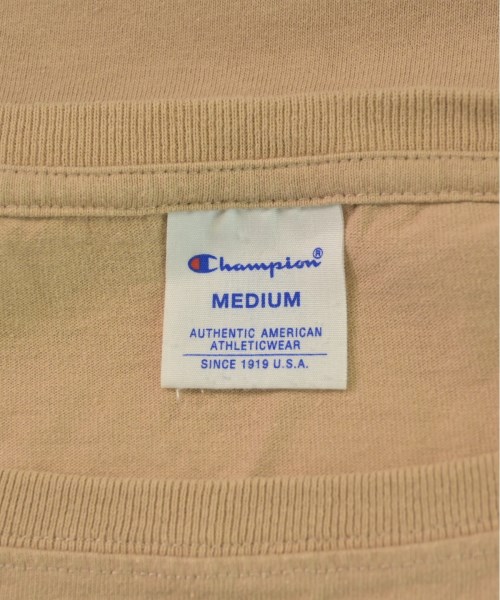 Champion®
MEDIUM
AUTHENTIC AMERICAN
ATHLETICWEAR
SINCE 1919 U.S.A.